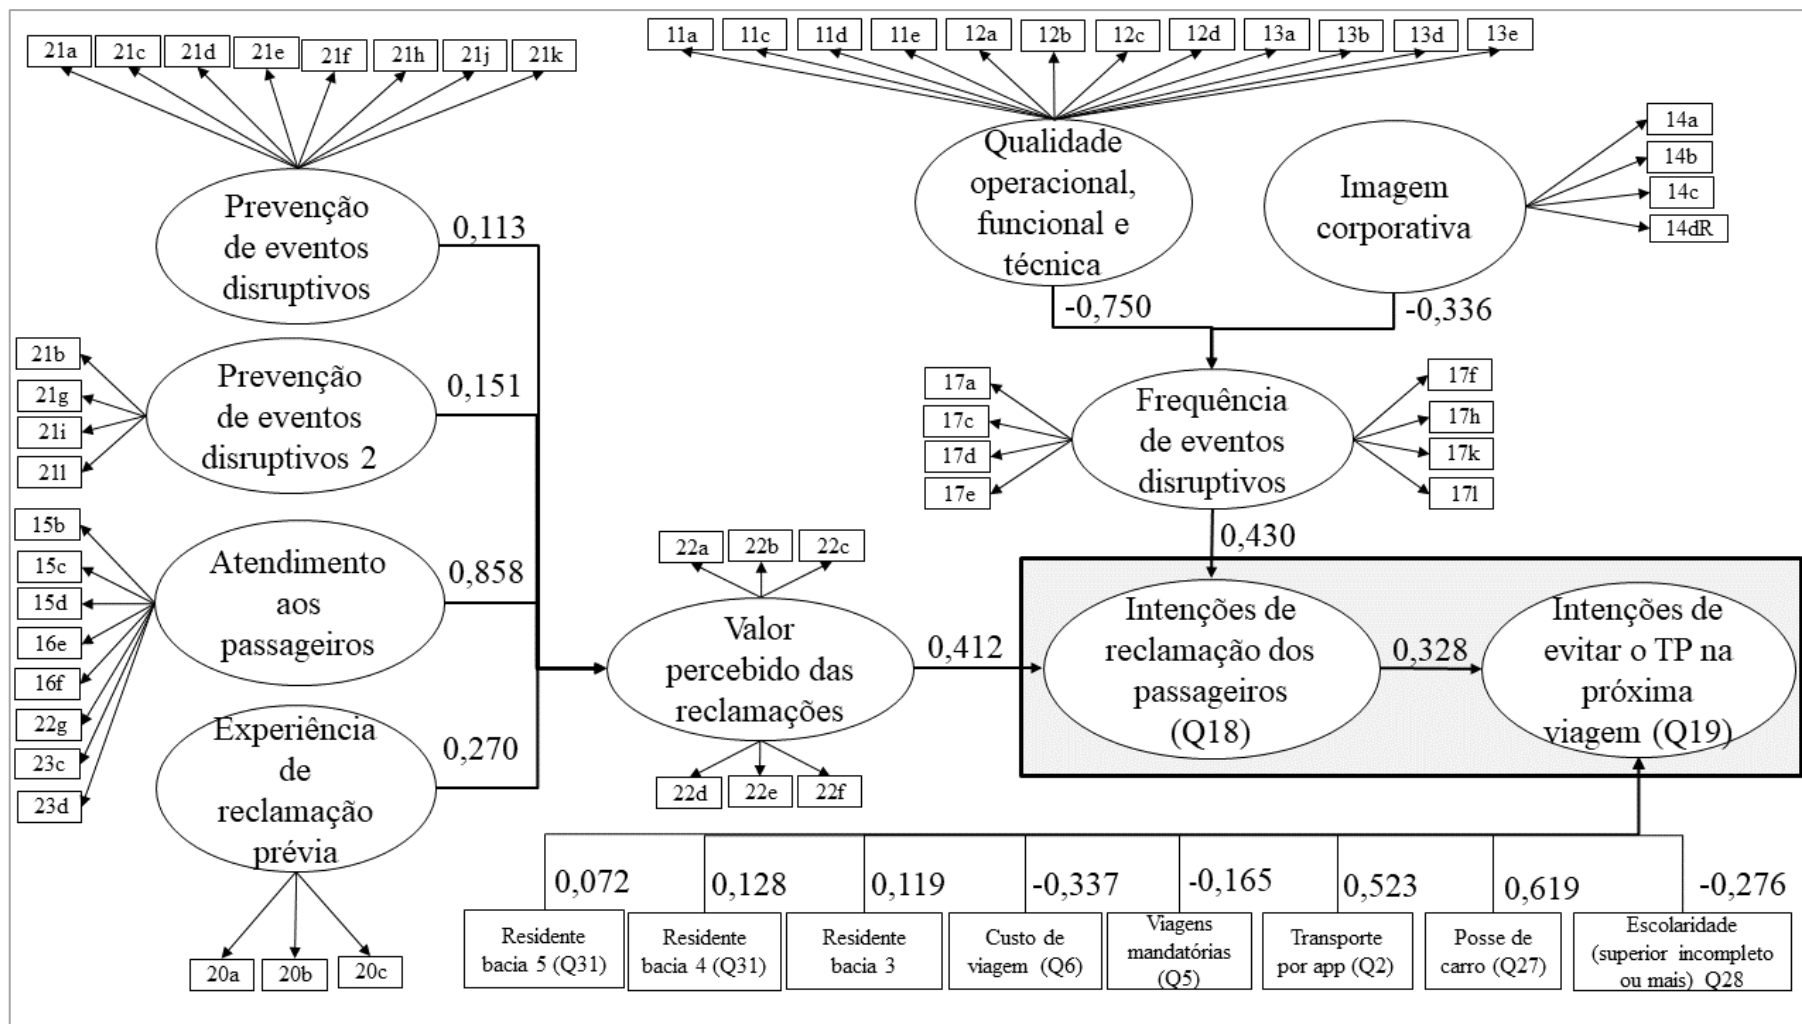 21a
21c
21d
21e
21f
21h
21j
21k
11a
11c
11d
11e
12a
12b
12c
12d
13a
13b
13d
13e
Prevenção
de eventos
disruptivos
0,113
Qualidade
operacional,
funcional e
técnica
-0,750
Imagem
corporativa
-0,336
14a
14b
14c
14dR
21b
21g
21i
21l
Prevenção
de eventos
disruptivos 2
0,151
17a
17c
17d
17e
Frequência
de eventos
disruptivos
0,430
17f
17h
17k
17l
15b
15c
15d
16e
16f
22g
23c
23d
Atendimento
aos
passageiros
0,858
22a
22b
22c
Valor
percebido das
reclamações
0,412
22d
22e
22f
Intenções de
reclamação dos
passageiros
(Q18)
0,328
Intenções de
evitar o TP na
próxima
viagem (Q19)
Experiência
de
reclamação
prévia
0,270
20a
20b
20c
0,072
0,128
0,119
-0,337
-0,165
0,523
0,619
-0,276
Residente
bacia 5 (Q31)
Residente
bacia 4 (Q31)
Residente
bacia 3
Custo de
viagem (Q6)
Viagens
mandatórias
(Q5)
Transporte
por app (Q2)
Posse de
carro (Q27)
Escolaridade
(superior incompleto
ou mais) Q28